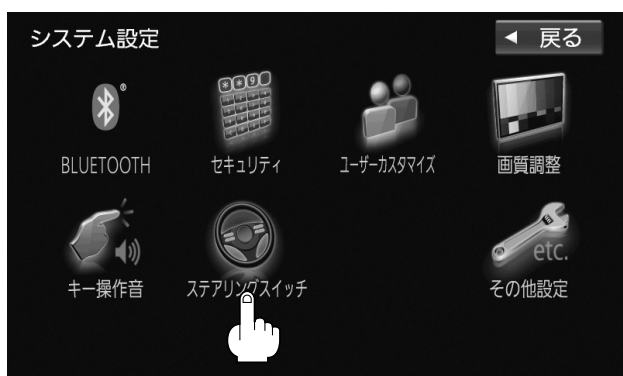 システム設定
◀ 戻る
BLUETOOTH®
セキュリティ
ユーザーカスタマイズ
画質調整
キー操作音
ステアリングスイッチ
etc.
その他設定